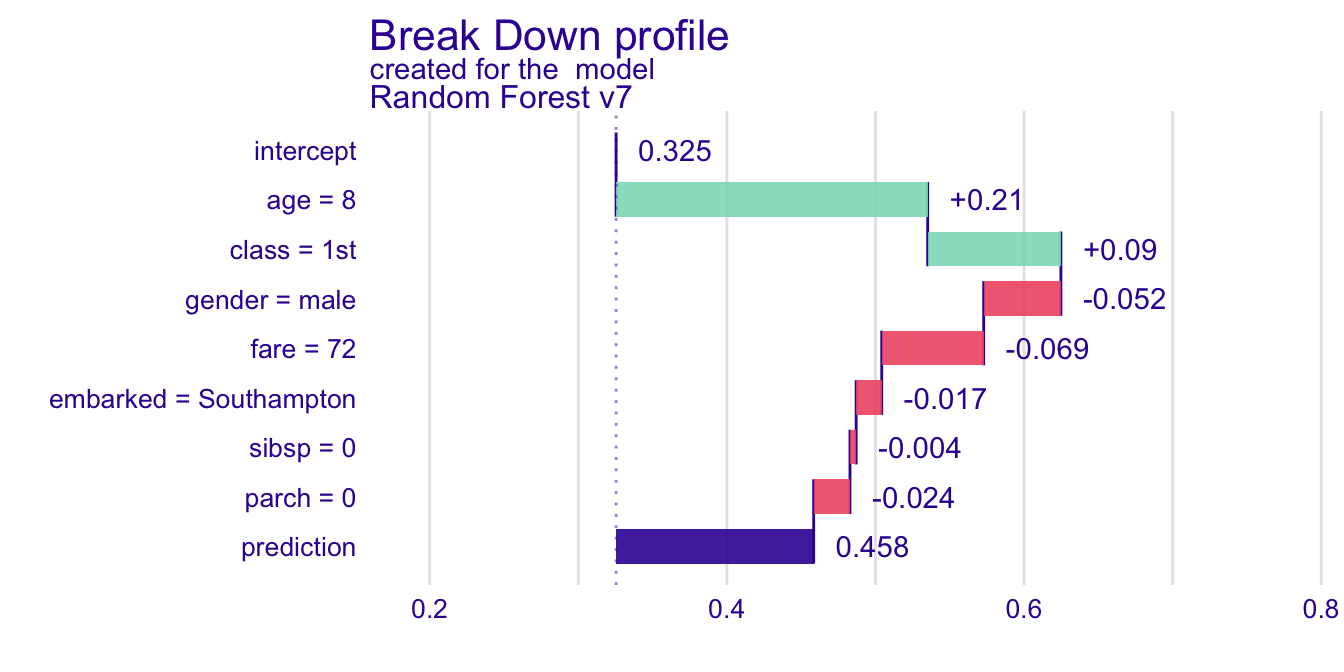 Break Down profile
created for the  model
Random Forest v7
intercept 0.325
age = 8 +0.21
class = 1st +0.09
gender = male -0.052
fare = 72 -0.069
embarked = Southampton -0.017
sibsp = 0 -0.004
parch = 0 -0.024
prediction 0.458
0.2 0.4 0.6 0.8